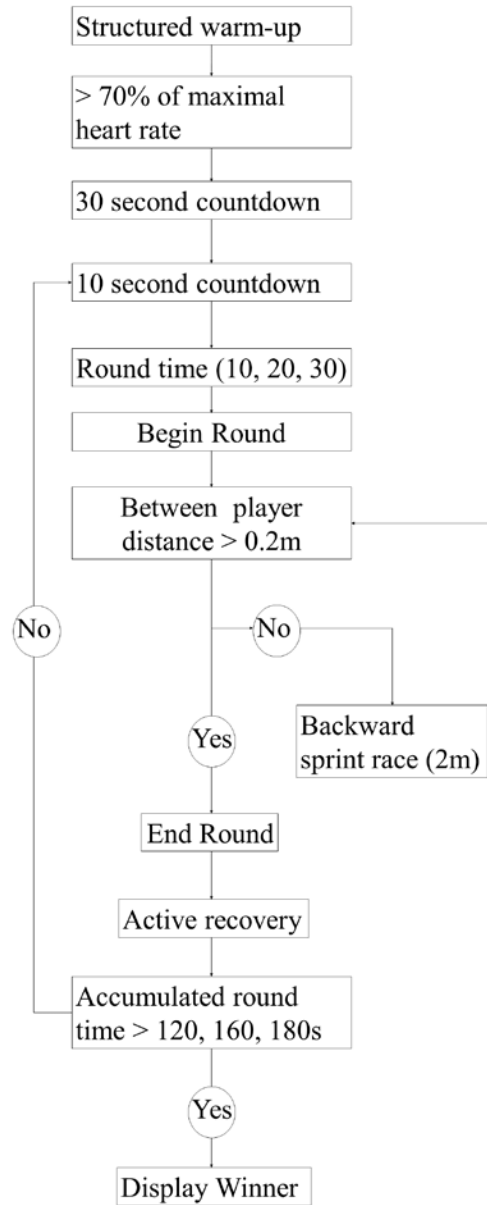 Structured warm-up
> 70% of maximal
heart rate
30 second countdown
10 second countdown
Round time (10, 20, 30)
Begin Round
Between player
distance > 0.2m
No
No
Yes
Backward
sprint race (2m)
End Round
Active recovery
Accumulated round
time > 120, 160, 180s
Yes
Display Winner